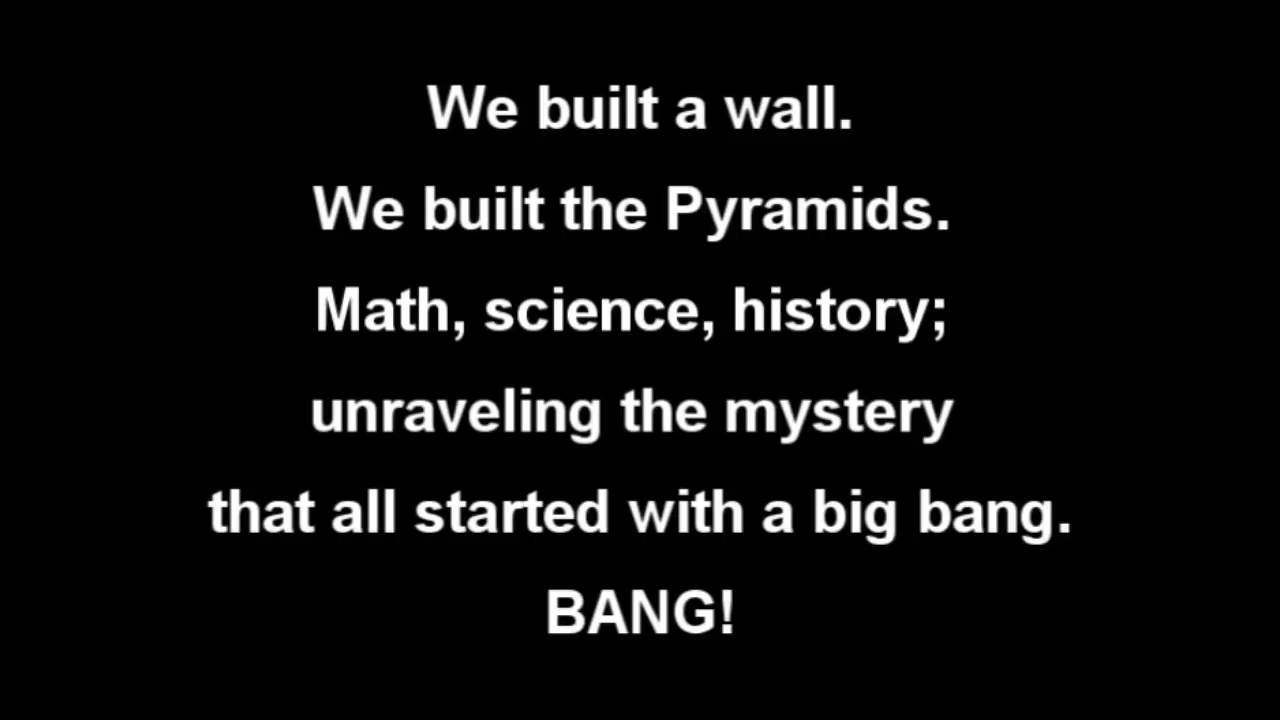 We built a wall.
We built the Pyramids.
Math, science, history;
unraveling the mystery
that all started with a big bang.
BANG!